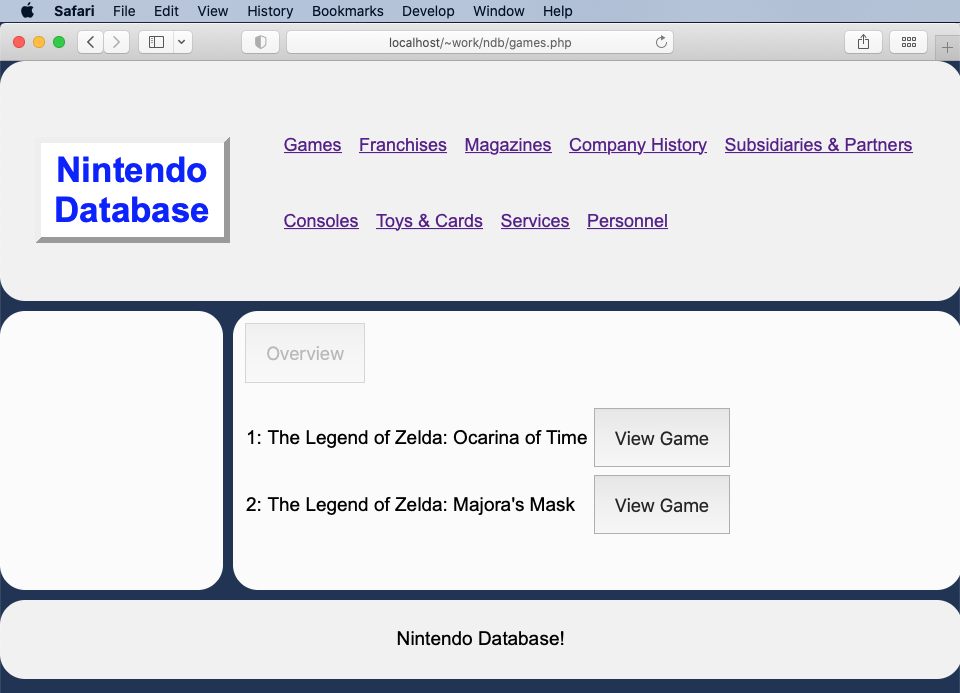 Safari File Edit View History Bookmarks Develop Window Help
localhost/~work/ndb/games.php
Nintendo
Database
Games Franchises Magazines Company History Subsidiaries & Partners
Consoles Toys & Cards Services Personnel
Overview
1: The Legend of Zelda: Ocarina of Time View Game
2: The Legend of Zelda: Majora's Mask View Game
Nintendo Database!